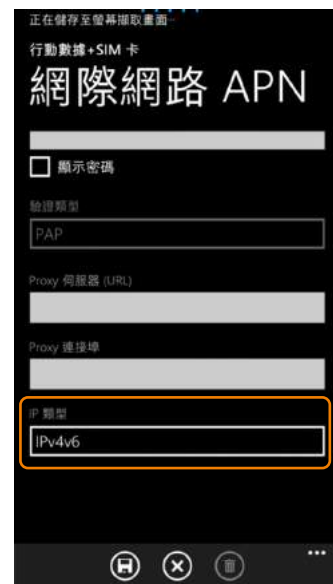 正在儲存至螢幕擷取畫面…
行動數據+SIM 卡
網際網路 APN
顯示密碼
驗證類型
PAP
Proxy 伺服器 (URL)
Proxy 連接埠
IP 類型
IPv4v6